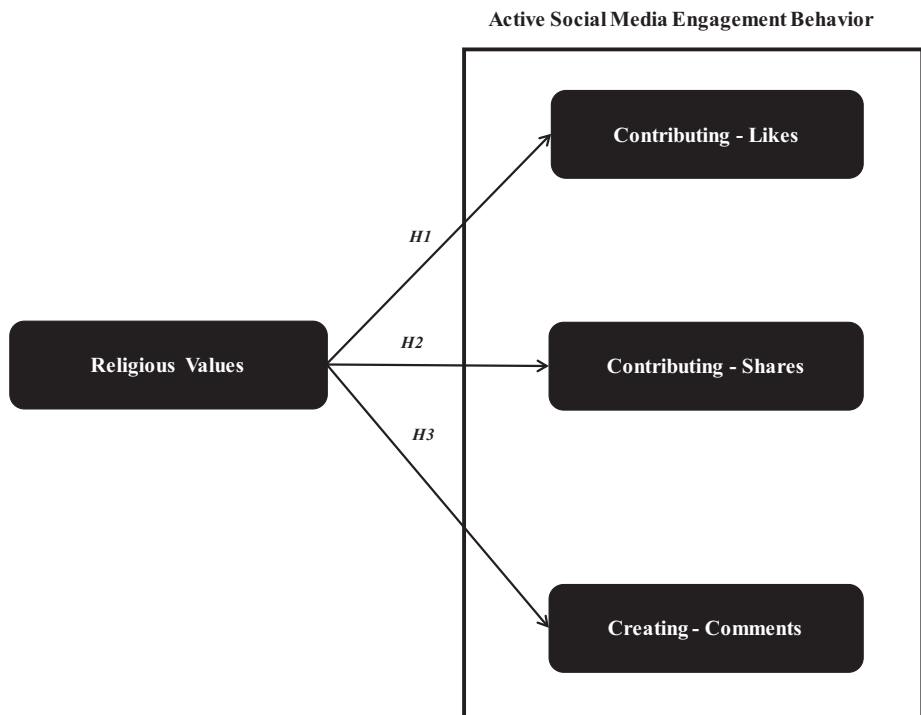 Active Social Media Engagement Behavior
Contributing - Likes
H1
Religious Values
H2
Contributing - Shares
H3
Creating - Comments